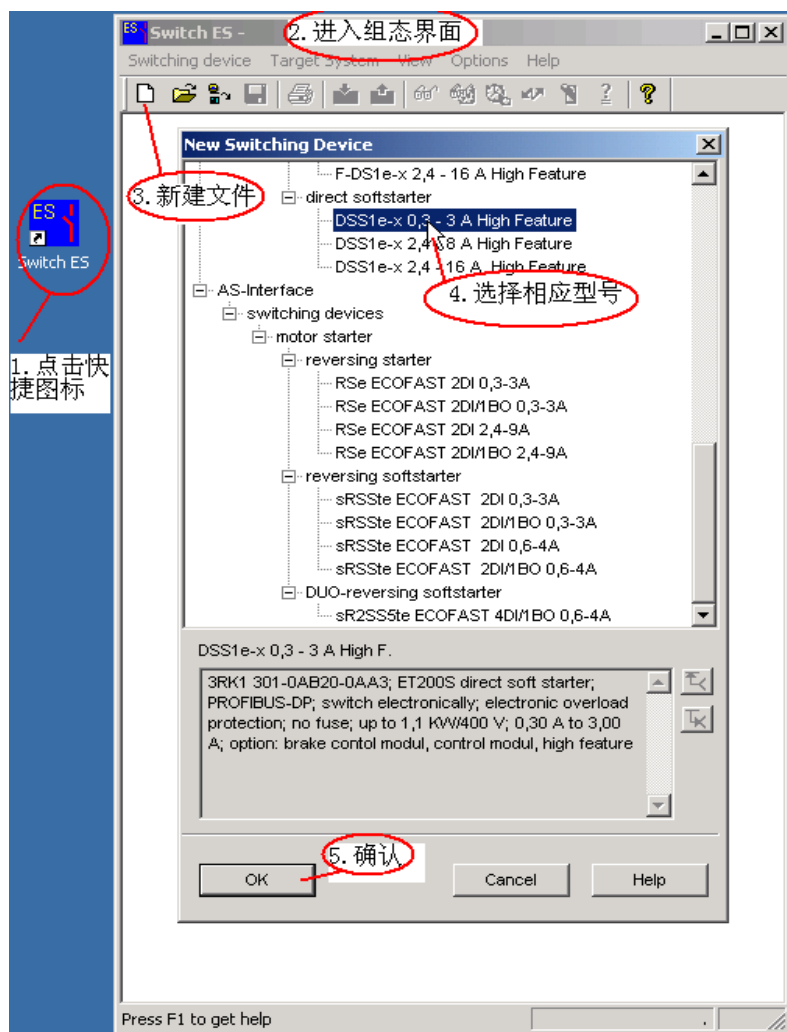 Switch ES -
2. 进入组态界面
Switching device Target System View Options Help
New Switching Device
F-DS1e-x 2,4 - 16 A High Feature
3. 新建文件
direct softstarter
DSS1e-x 0,3 - 3 A High Feature
DSS1e-x 2,4 - 8 A High Feature
DSS1e-x 2,4 - 16 A High Feature
4. 选择相应型号
ES
Switch ES
1. 点击快
捷图标
AS-Interface
switching devices
motor starter
reversing starter
RSe ECOFAST 2DI 0,3-3A
RSe ECOFAST 2DI/1BO 0,3-3A
RSe ECOFAST 2DI 2,4-9A
RSe ECOFAST 2DI/1BO 2,4-9A
reversing softstarter
sRSSte ECOFAST 2DI 0,3-3A
sRSSte ECOFAST 2DI/1BO 0,3-3A
sRSSte ECOFAST 2DI 0,6-4A
sRSSte ECOFAST 2DI/1BO 0,6-4A
DUO-reversing softstarter
sR2SS5te ECOFAST 4DI/1BO 0,6-4A
DSS1e-x 0,3 - 3 A High F.
3RK1 301-0AB20-0AA3; ET200S direct soft starter;
PROFIBUS-DP; switch electronically; electronic overload
protection; no fuse; up to 1,1 KW/400 V; 0,30 A to 3,00
A; option: brake contol modul, control modul, high feature
5. 确认
OK Cancel Help
Press F1 to get help